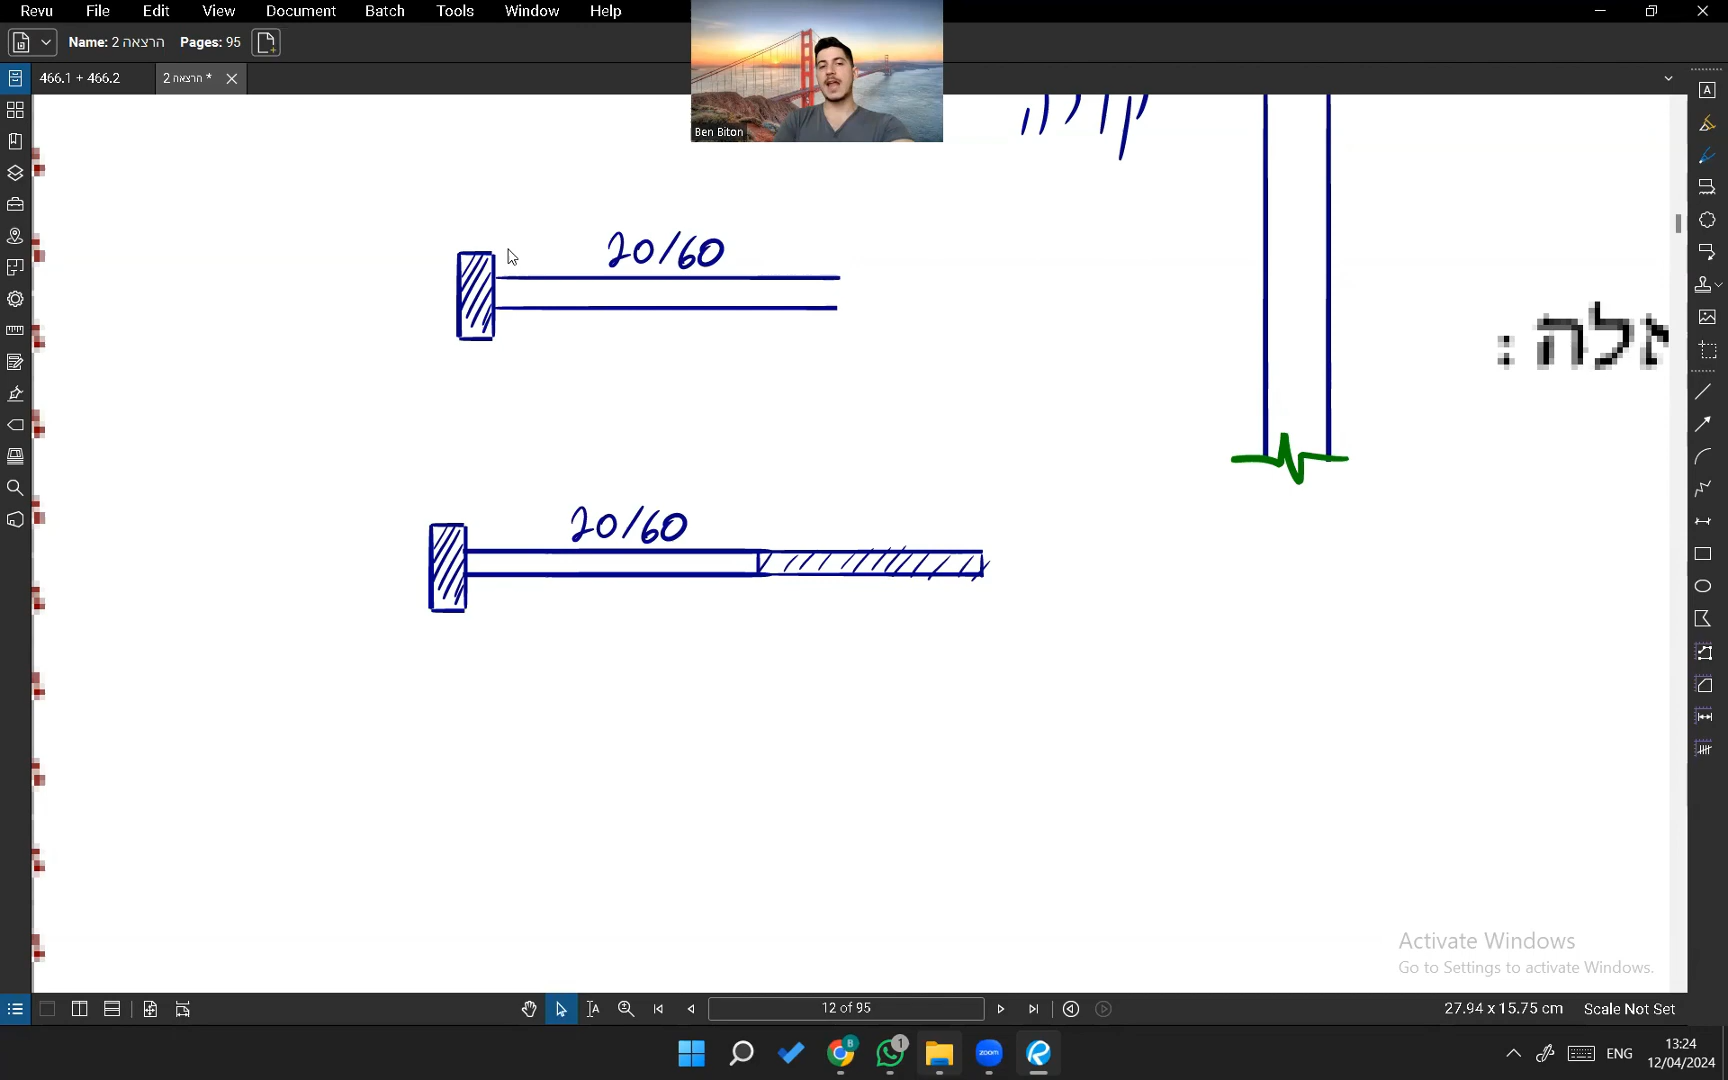 Revu File Edit View Document Batch Tools Window Help
Name: הרצאה 2 Pages: 95
466.1 + 466.2 הרצאה 2 *
Ben Biton
20/60
20/60
Activate Windows
Go to Settings to activate Windows.
12 of 95 27.94 x 15.75 cm Scale Not Set
B 1 zoom ENG 13:24
12/04/2024